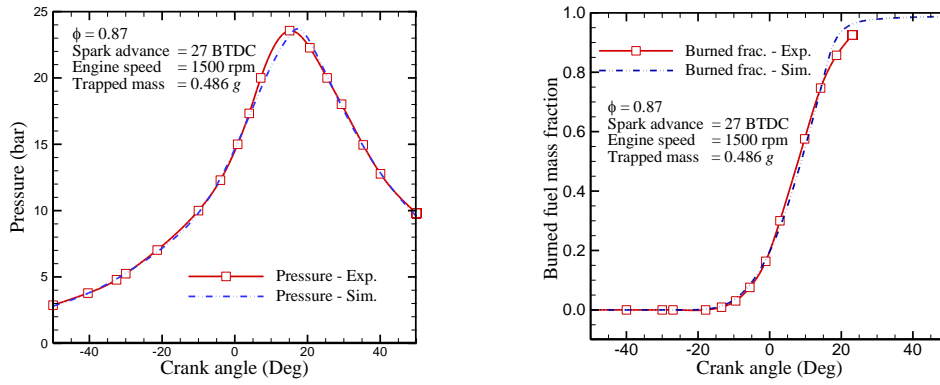 ϕ = 0.87
Spark advance = 27 BTDC
Engine speed = 1500 rpm
Trapped mass = 0.486 g
Pressure - Exp.
Pressure - Sim.
Pressure (bar)
25
20
15
10
5
0
-40 -20 0 20 40
Crank angle (Deg)
Burned frac. - Exp.
Burned frac. - Sim.
ϕ = 0.87
Spark advance = 27 BTDC
Engine speed = 1500 rpm
Trapped mass = 0.486 g
Burned fuel mass fraction
1.0
0.8
0.6
0.4
0.2
0.0
-40 -20 0 20 40
Crank angle (Deg)